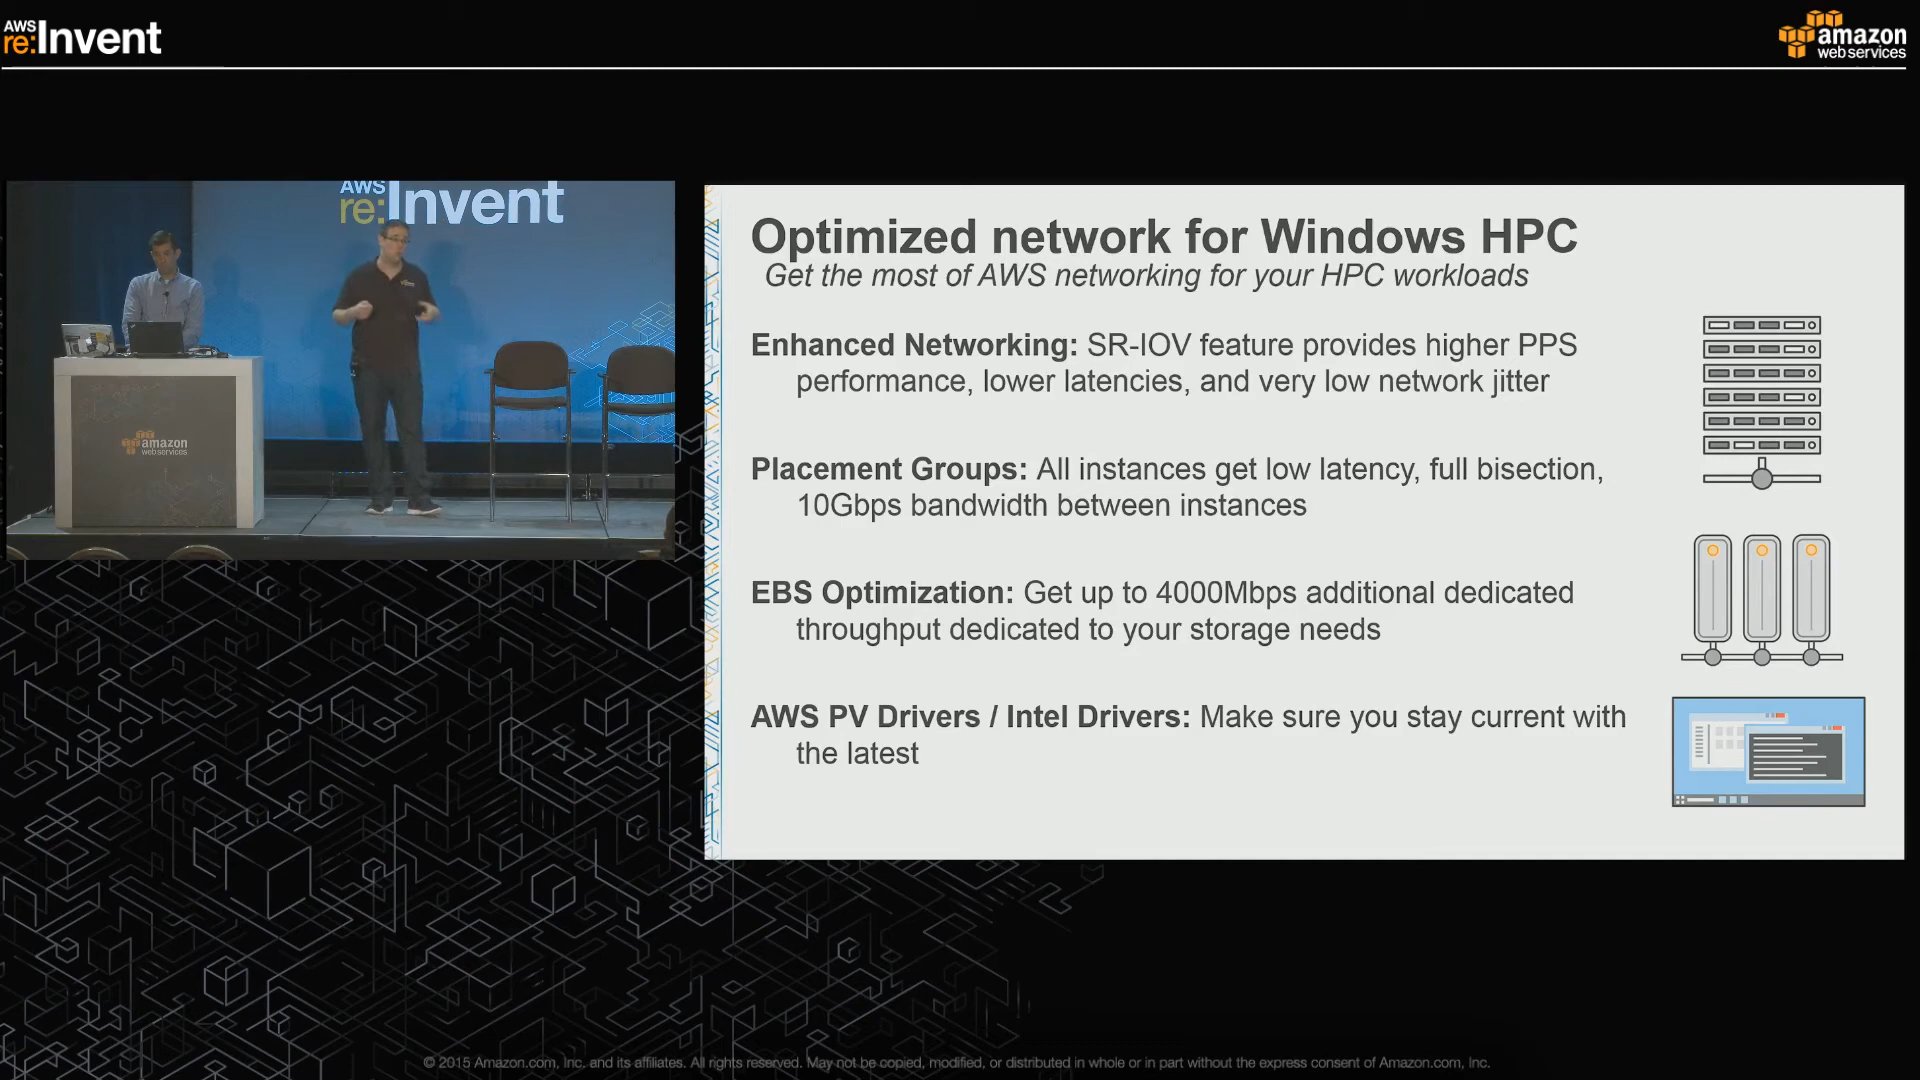 AWS
re:Invent
amazon
web services
AWS
re:Invent
amazon
web services
Optimized network for Windows HPC
Get the most of AWS networking for your HPC workloads
Enhanced Networking: SR-IOV feature provides higher PPS
performance, lower latencies, and very low network jitter
Placement Groups: All instances get low latency, full bisection,
10Gbps bandwidth between instances
EBS Optimization: Get up to 4000Mbps additional dedicated
throughput dedicated to your storage needs
AWS PV Drivers / Intel Drivers: Make sure you stay current with
the latest
© 2015 Amazon.com, Inc. and its affiliates. All rights reserved. May not be copied, modified, or distributed in whole or in part without the express consent of Amazon.com, Inc.